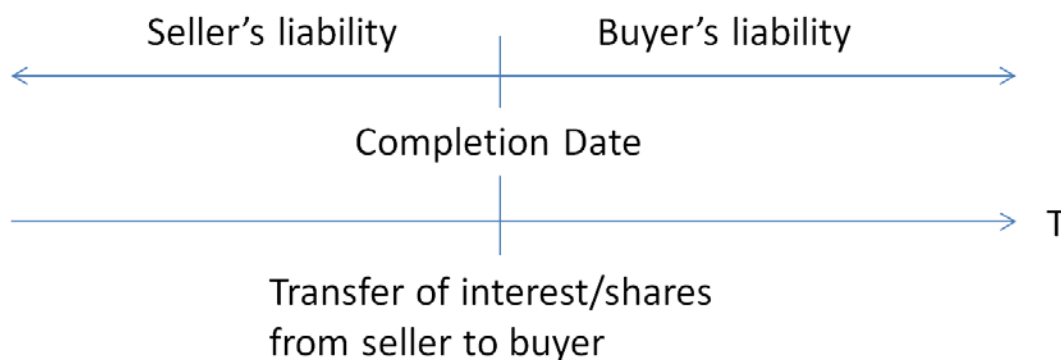 Seller’s liability
Buyer’s liability
Completion Date
T
Transfer of interest/shares
from seller to buyer